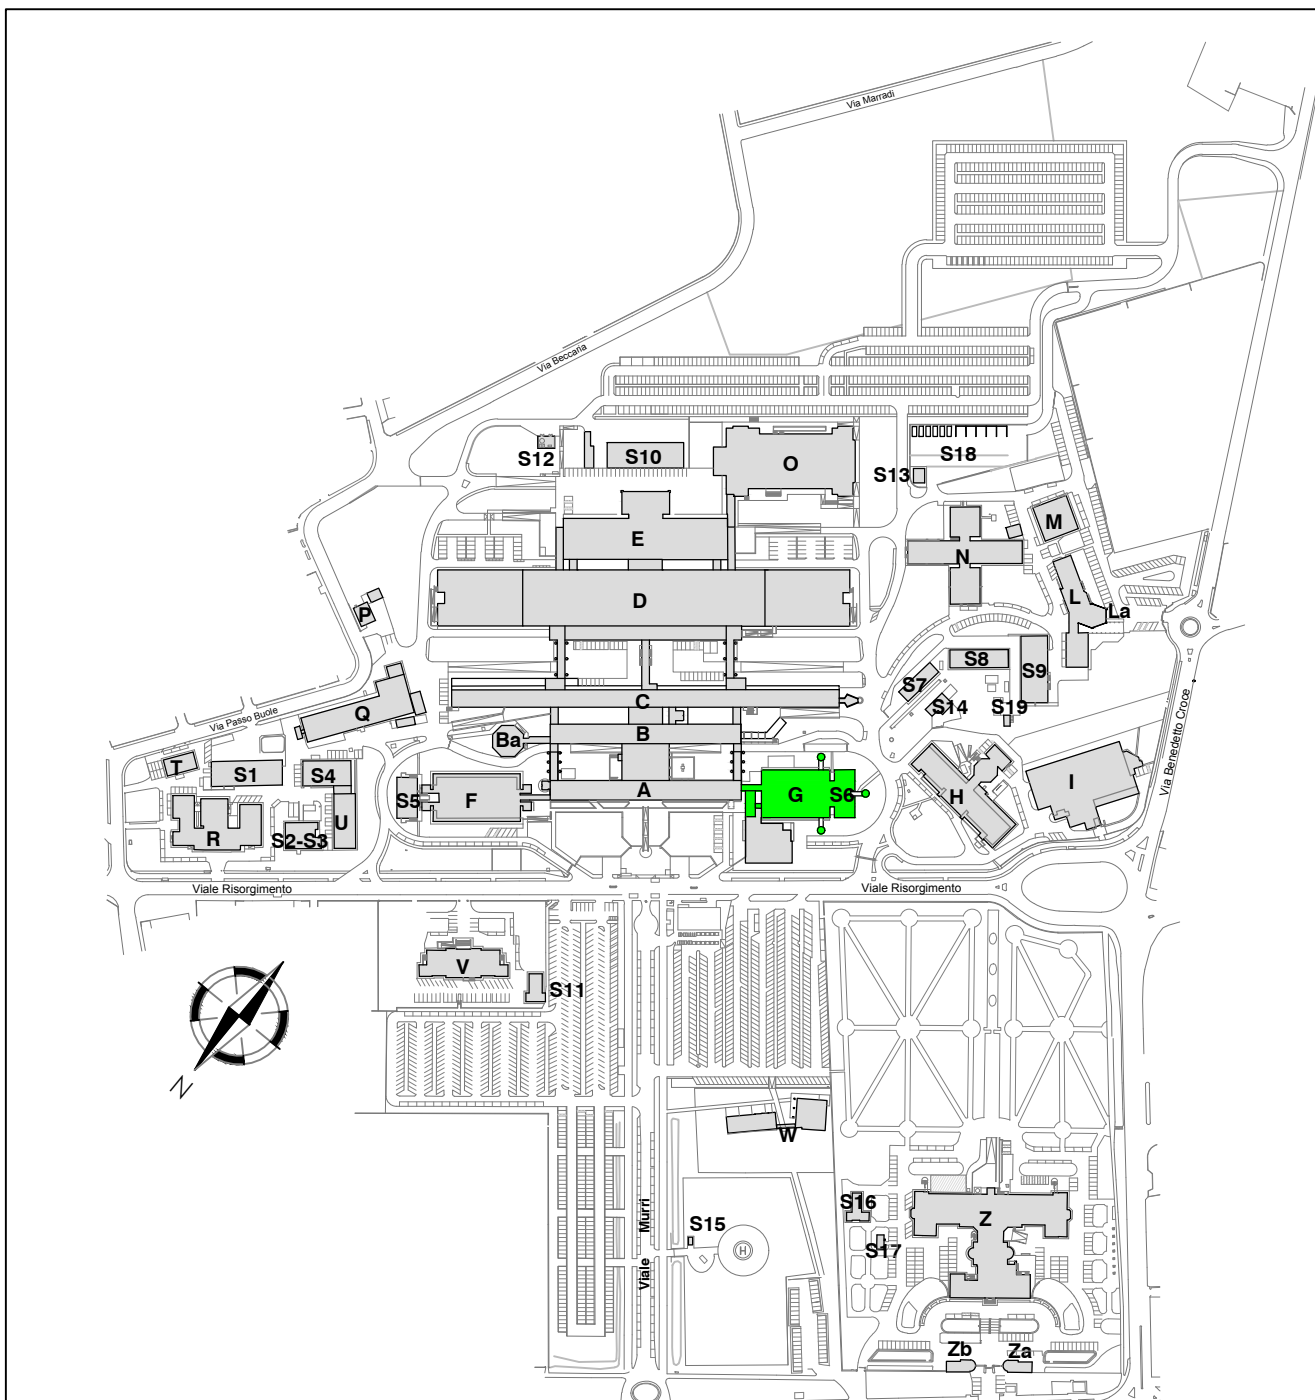 Via Marradi
Via Beccaria
S12
S10
O
S18
S13
M
E
N
D
L
La
P
S8
S9
S7
C
S14
S19
Q
Via Passo Buole
B
Ba
Via Benedetto Croce
T
S1
S4
S5
F
A
G
S6
H
I
R
S2-S3
U
Viale Risorgimento
Viale Risorgimento
V
S11
N
W
S16
S15
H
S17
Z
Viale Murri
Zb
Za